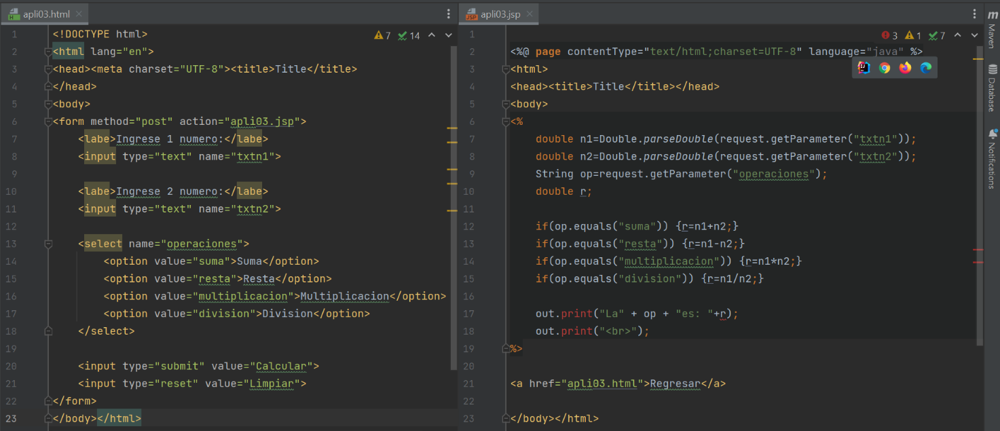 apli03.html
1 <!DOCTYPE html>
7 14
2 <html lang="en">
3 <head><meta charset="UTF-8"><title>Title</title>
4 </head>
5 <body>
6 <form method="post" action="apli03.jsp">
7 <labe>Ingrese 1 numero:</labe>
8 <input type="text" name="txtn1">
9
10 <labe>Ingrese 2 numero:</labe>
11 <input type="text" name="txtn2">
12
13 <select name="operaciones">
14 <option value="suma">Suma</option>
15 <option value="resta">Resta</option>
16 <option value="multiplicacion">Multiplicacion</option>
17 <option value="division">Division</option>
18 </select>
19
20 <input type="submit" value="Calcular">
21 <input type="reset" value="Limpiar">
22 </form>
23 </body></html>
apli03.jsp
1
3 1 7
2 <%@ page contentType="text/html;charset=UTF-8" language="java" %>
3 <html>
4 <head><title>Title</title></head>
5 <body>
6 <%
7 double n1=Double.parseDouble(request.getParameter("txtn1"));
8 double n2=Double.parseDouble(request.getParameter("txtn2"));
9 String op=request.getParameter("operaciones");
10 double r;
11
12 if(op.equals("suma")) {r=n1+n2;}
13 if(op.equals("resta")) {r=n1-n2;}
14 if(op.equals("multiplicacion")) {r=n1*n2;}
15 if(op.equals("division")) {r=n1/n2;}
16
17 out.print("La" + op + "es: "+r);
18 out.print("<br>");
19 %>
20
21 <a href="apli03.html">Regresar</a>
22
23 </body></html>
m
Maven
Database
Notifications